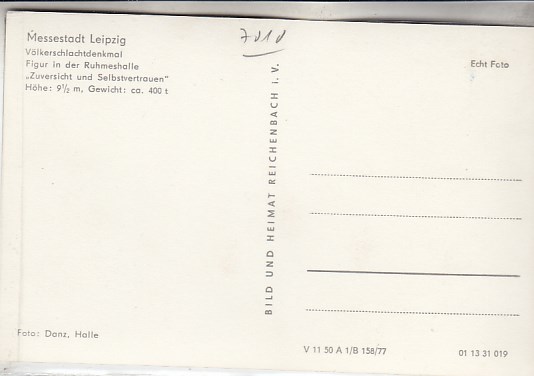 Messestadt Leipzig
Völkerschlachtdenkmal
Figur in der Ruhmeshalle
„Zuversicht und Selbstvertrauen"
Höhe: 9½ m, Gewicht: ca. 400 t
Foto: Danz, Halle
BILD UND HEIMAT REICHENBACH I. V.
Echt Foto
V 11 50 A 1/B 158/77
01 13 31 019